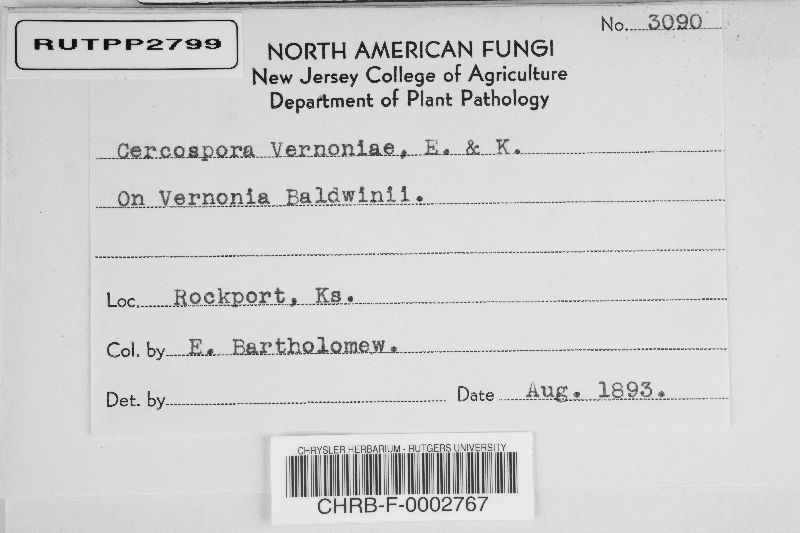 RUTPP2799
No. 3090
NORTH AMERICAN FUNGI
New Jersey College of Agriculture
Department of Plant Pathology
Cercospora Vernoniae, E. & K.
On Vernonia Baldwinii.
Loc. Rockport, Ks.
Col. by E. Bartholomew.
Det. by
Date Aug. 1893.
CHRYSLER HERBARIUM - RUTGERS UNIVERSITY
CHRB-F-0002767